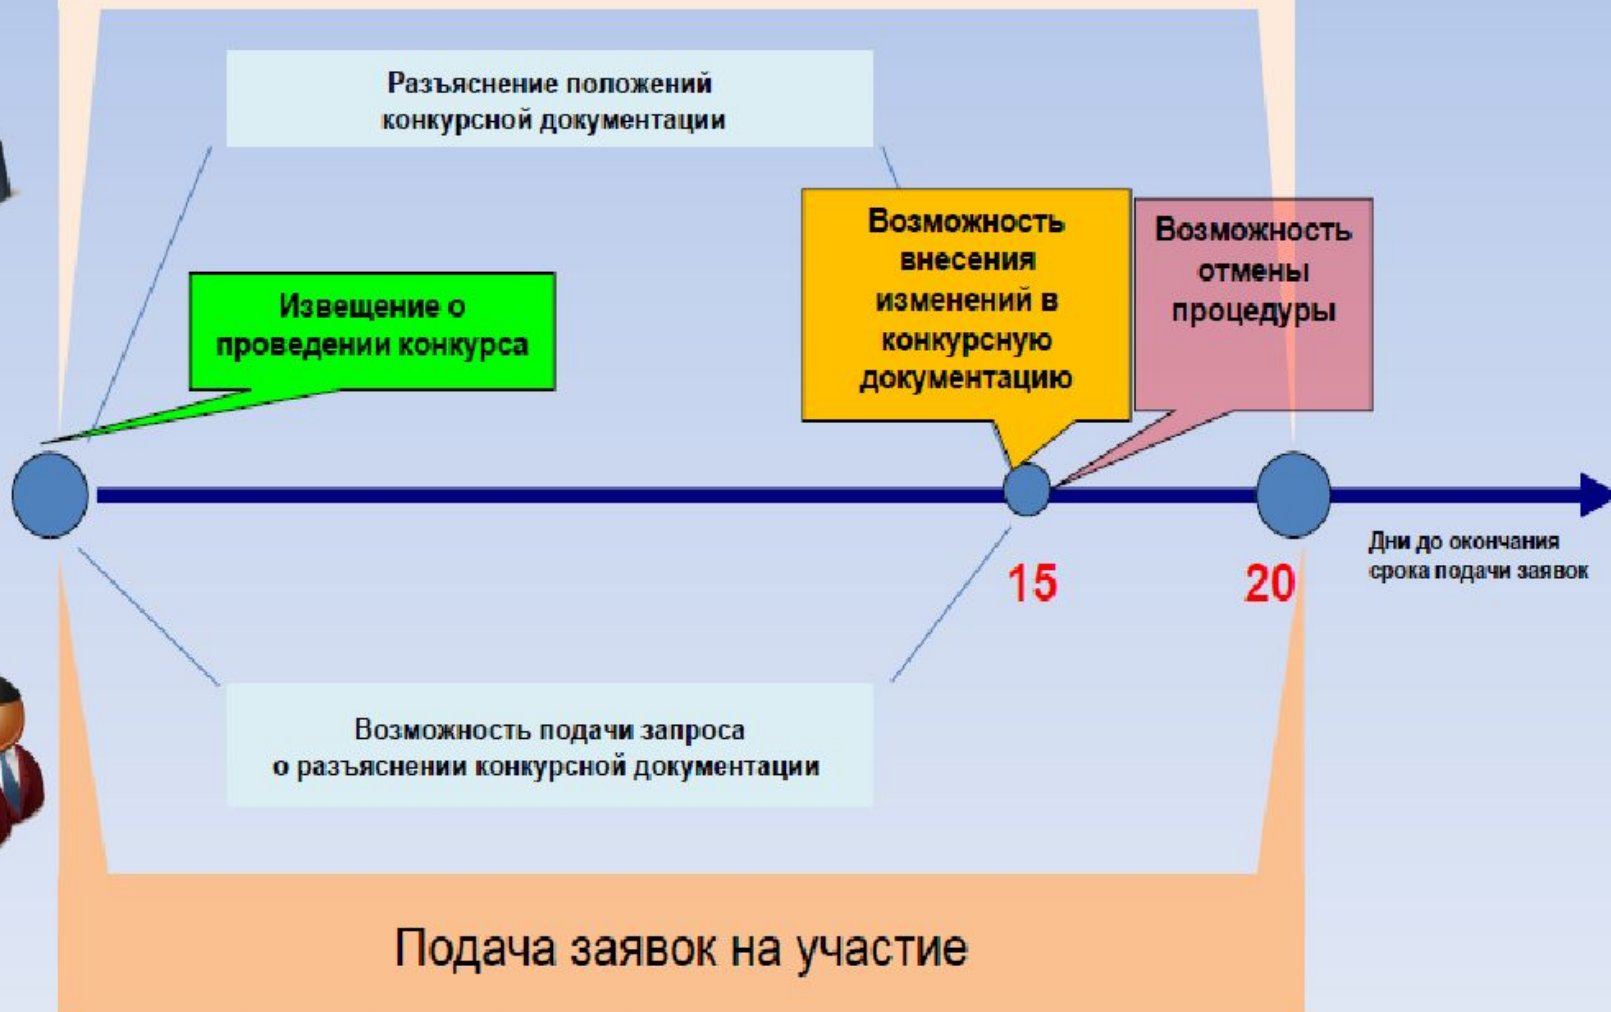 Разъяснение положений
конкурсной документации
Возможность
внесения
изменений в
конкурсную
документацию
Возможность
отмены
процедуры
Извещение о
проведении конкурса
15
20
Дни до окончания
срока подачи заявок
Возможность подачи запроса
о разъяснении конкурсной документации
Подача заявок на участие